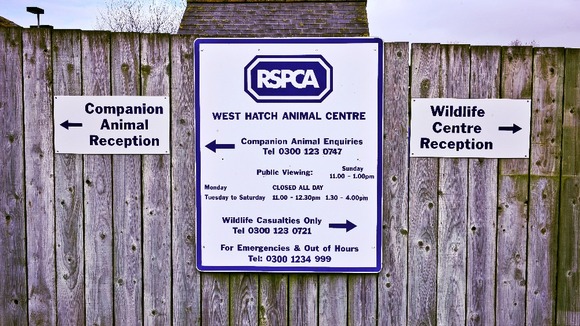 Companion
Animal
Reception
RSPCA
WEST HATCH ANIMAL CENTRE
Companion Animal Enquiries
Tel 0300 123 0747
Public Viewing: Sunday
11.00 - 1.00pm
Monday CLOSED ALL DAY
Tuesday to Saturday 11.00 - 12.30pm 1.30 - 4.00pm
Wildlife Casualties Only
Tel 0300 123 0721
For Emergencies & Out of Hours
Tel: 0300 1234 999
Wildlife
Centre
Reception